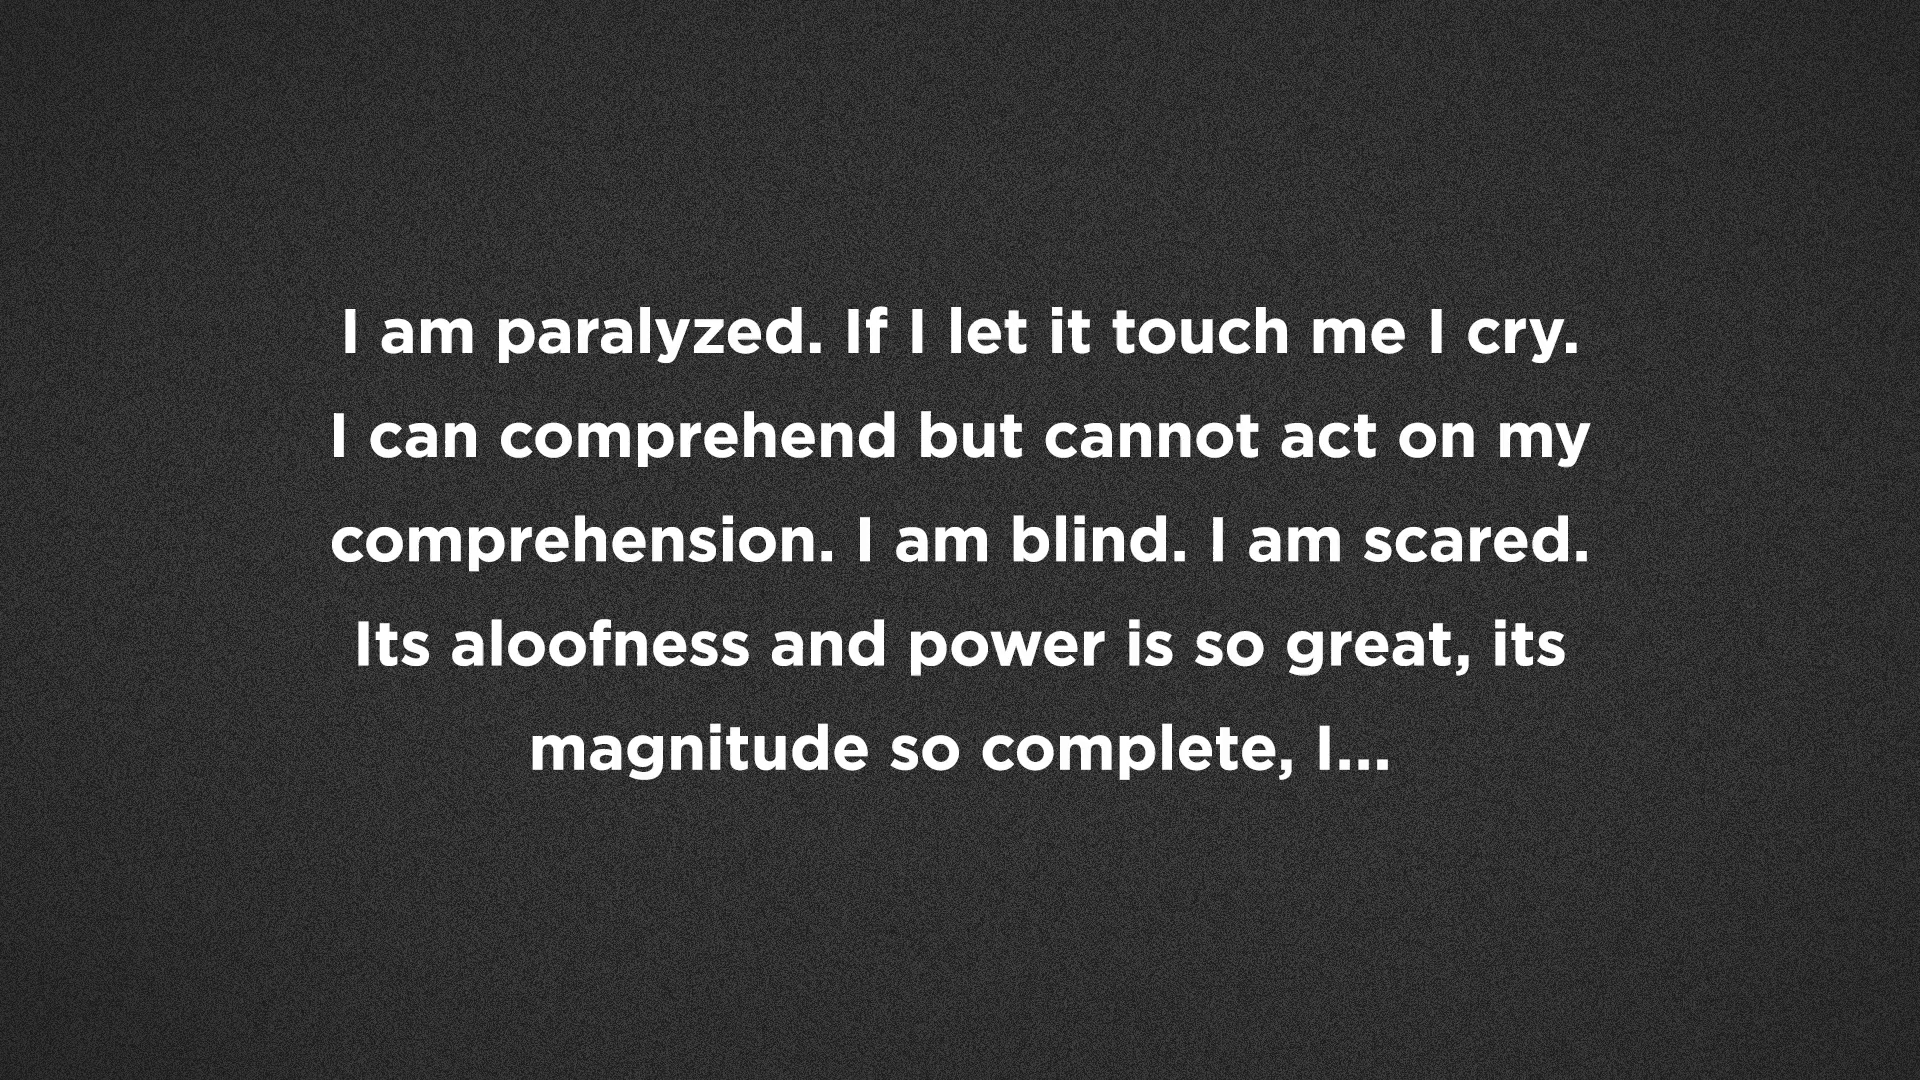 I am paralyzed. If I let it touch me I cry.
I can comprehend but cannot act on my
comprehension. I am blind. I am scared.
Its aloofness and power is so great, its
magnitude so complete, I...